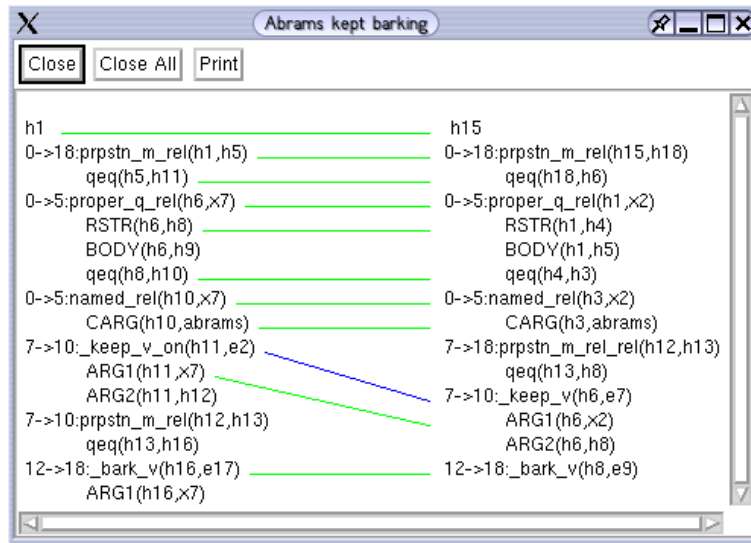 Abrams kept barking
Close Close All Print
h1 h15
0->18:prpstn_m_rel(h1,h5) 0->18:prpstn_m_rel(h15,h18)
qeq(h5,h11) qeq(h18,h6)
0->5:proper_q_rel(h6,x7) 0->5:proper_q_rel(h1,x2)
RSTR(h6,h8) RSTR(h1,h4)
BODY(h6,h9) BODY(h1,h5)
qeq(h8,h10) qeq(h4,h3)
0->5:named_rel(h10,x7) 0->5:named_rel(h3,x2)
CARG(h10,abrams) CARG(h3,abrams)
7->10:_keep_v_on(h11,e2) 7->18:prpstn_m_rel_rel(h12,h13)
ARG1(h11,x7) qeq(h13,h8)
ARG2(h11,h12) 7->10:_keep_v(h6,e7)
7->10:prpstn_m_rel(h12,h13) ARG1(h6,x2)
qeq(h13,h16) ARG2(h6,h8)
12->18:_bark_v(h16,e17) 12->18:_bark_v(h8,e9)
ARG1(h16,x7)